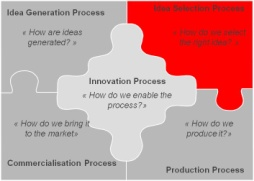 Idea Generation Process
« How are ideas
generated? »
Idea Selection Process
« How do we select
the right idea? »
Innovation Process
« How do we enable the
process? »
« How do we bring it
to the market»
« How do we
produce it? »
Commercialisation Process
Production Process